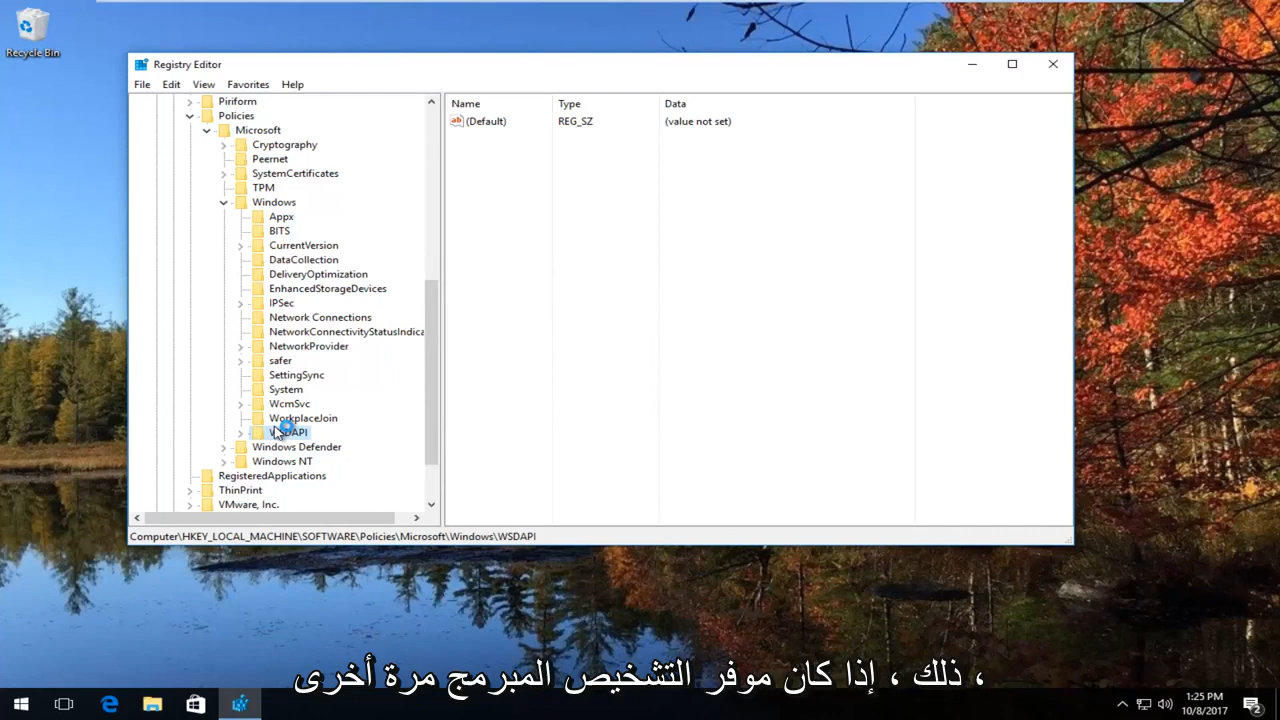 Recycle Bin
Registry Editor
File Edit View Favorites Help
Piriform
Policies
Microsoft
Cryptography
Peernet
SystemCertificates
TPM
Windows
Appx
BITS
CurrentVersion
DataCollection
DeliveryOptimization
EnhancedStorageDevices
IPSec
Network Connections
NetworkConnectivityStatusIndica
NetworkProvider
safer
SettingSync
System
WcmSvc
WorkplaceJoin
WSDAPI
Windows Defender
Windows NT
RegisteredApplications
ThinPrint
VMware, Inc.
Name Type Data
(Default) REG_SZ (value not set)
Computer\HKEY_LOCAL_MACHINE\SOFTWARE\Policies\Microsoft\Windows\WSDAPI
، ذلك ، إذا كان موفر التشخيص المبرمج مرة أخرى
1:25 PM
10/8/2017
2